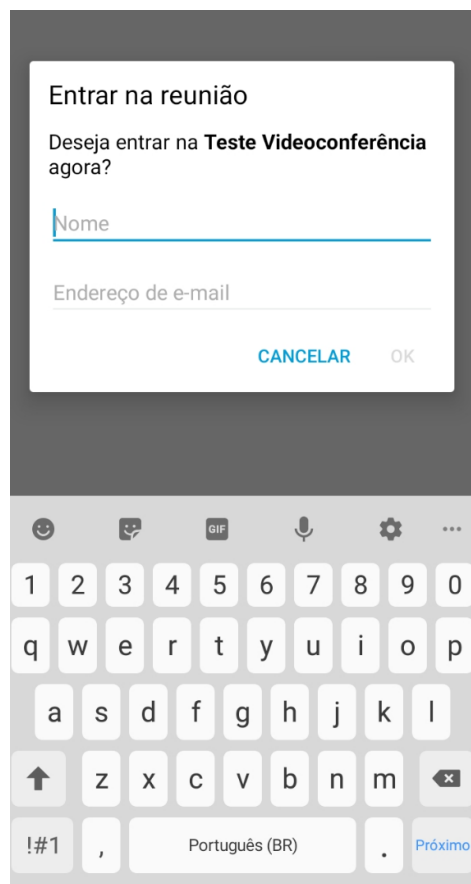 Entrar na reunião
Deseja entrar na Teste Videoconferência
agora?
Nome
Endereço de e-mail
CANCELAR OK
GIF
1 2 3 4 5 6 7 8 9 0
q w e r t y u i o p
a s d f g h j k l
z x c v b n m
!#1 , Português (BR) . Próximo